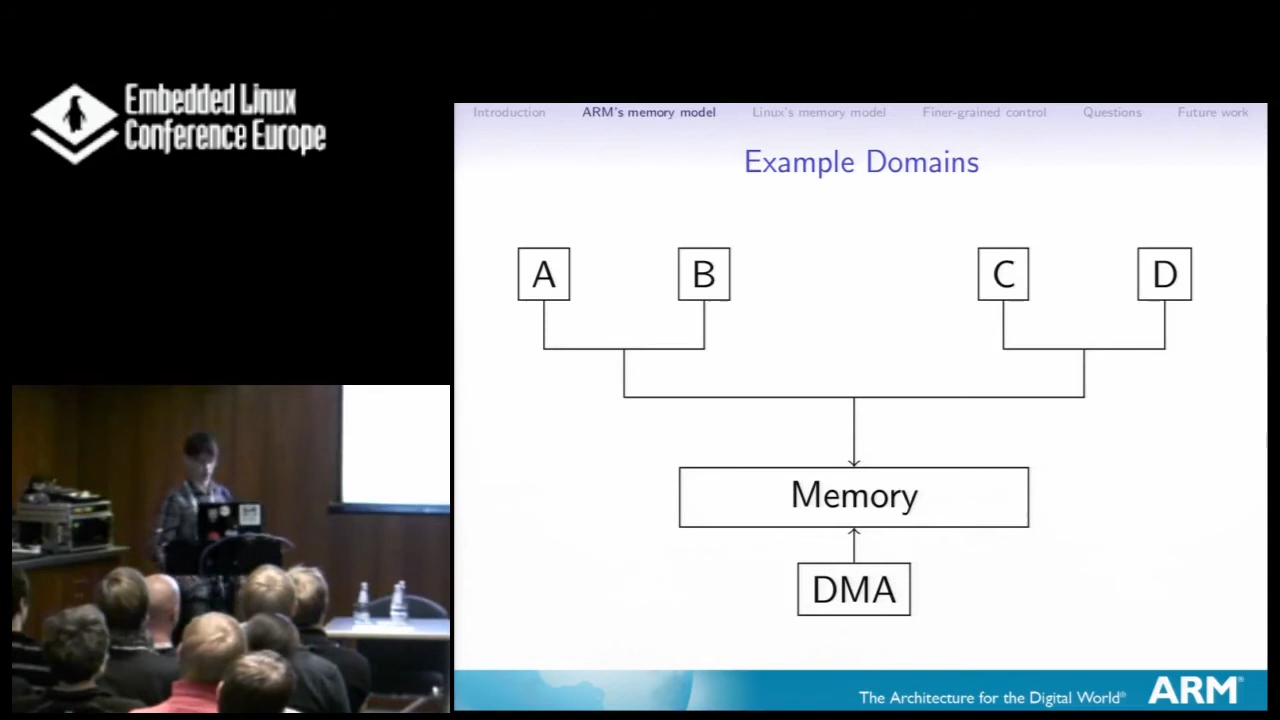 Embedded Linux
Conference Europe
Introduction ARM's memory model Linux's memory model Finer-grained control Questions Future work
Example Domains
A B C D
Memory
DMA
The Architecture for the Digital World® ARM®